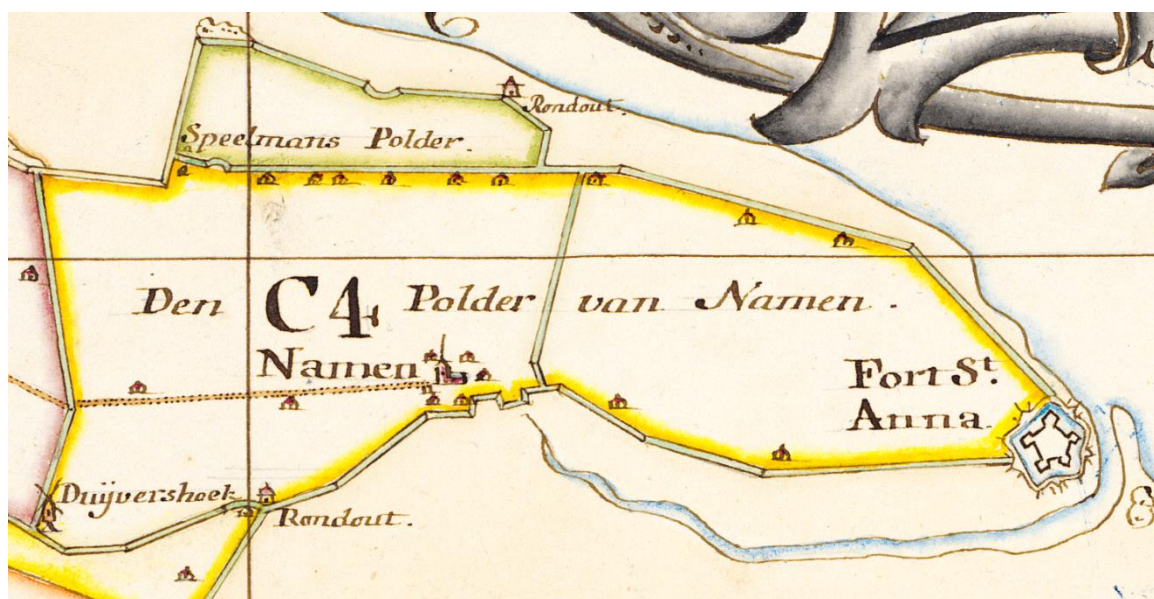 Rondout.
Speelmans Polder.
Den C4 Polder van Namen.
Namen
Fort St.
Anna
Duijvershoek
Rondout.